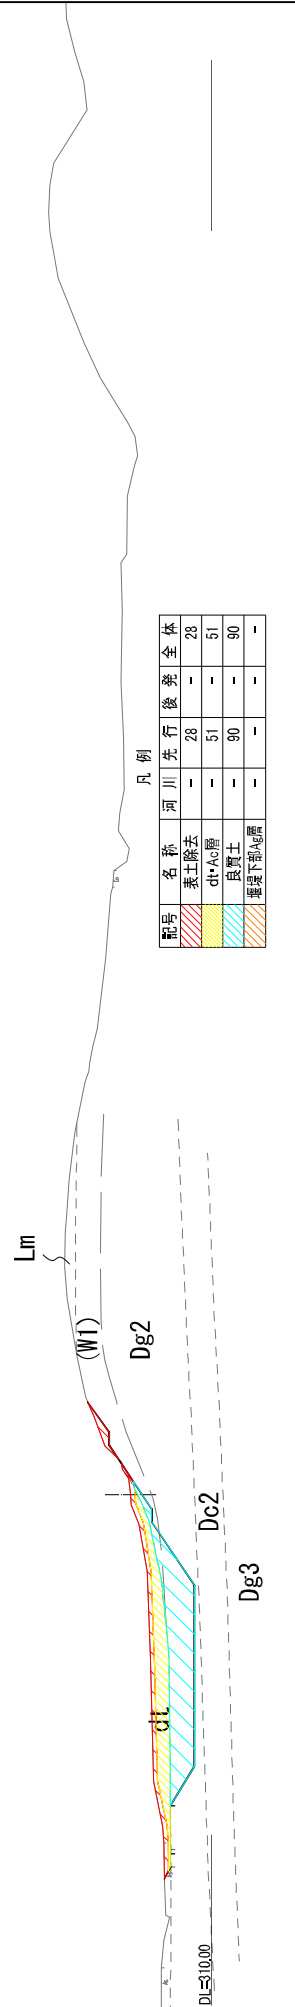 凡 例
記号 名 称 河 川 先 行 後 発 全 体
表土除去 - 28 - 28
dt・Ac層 - 51 - 51
良質土 - 90 - 90
堰堤下部Ag層 - - - -
Lm
(W1)
Dg2
dt
Dc2
Dg3
DL=310.00